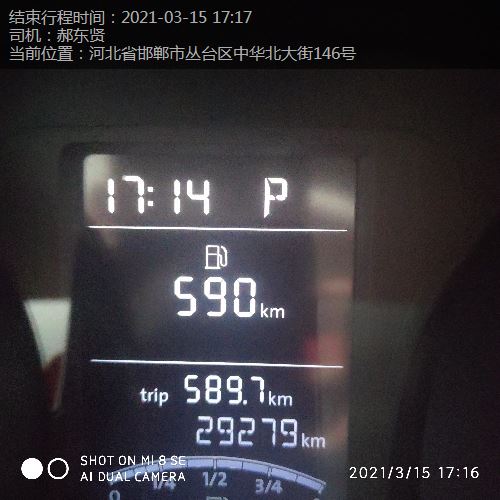 结束行程时间：2021-03-15 17:17
司机：郝东贤
当前位置：河北省邯郸市丛台区中华北大街146号
17:14 P
590km
trip 589.7km
29279km
0 1/4 1/2 3/4
SHOT ON MI 8 SE
AI DUAL CAMERA
2021/3/15 17:16